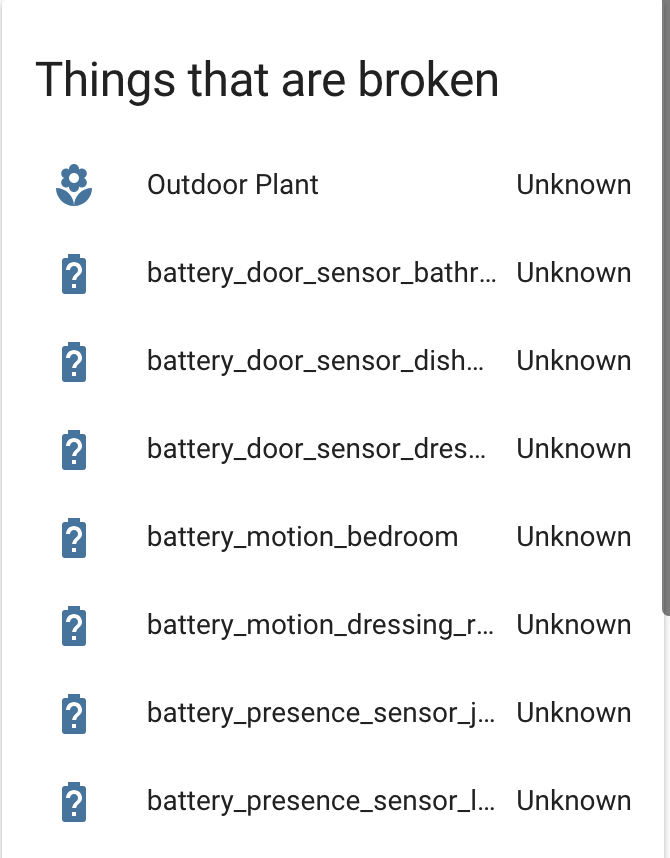 Things that are broken
Outdoor Plant Unknown
battery_door_sensor_bathr... Unknown
battery_door_sensor_dish... Unknown
battery_door_sensor_dres... Unknown
battery_motion_bedroom Unknown
battery_motion_dressing_r... Unknown
battery_presence_sensor_j... Unknown
battery_presence_sensor_l... Unknown